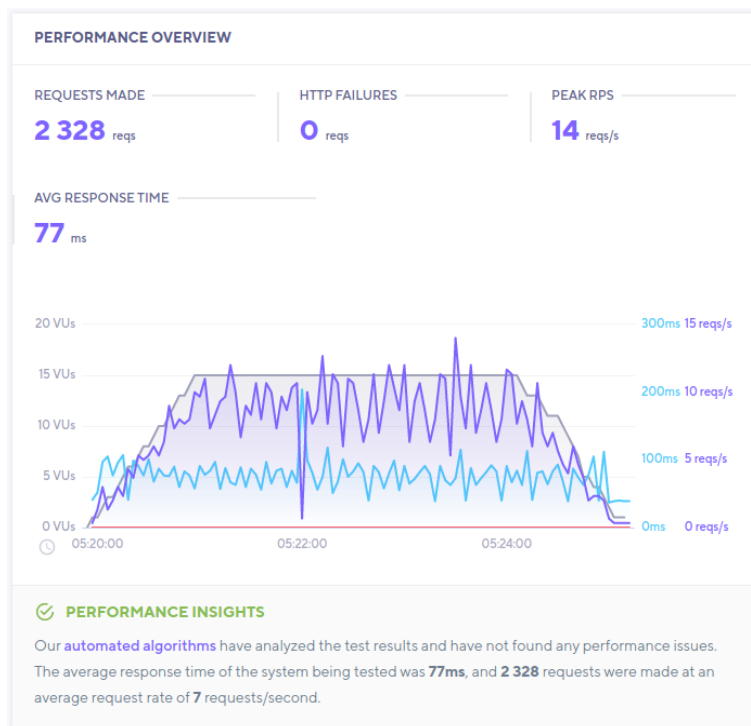 PERFORMANCE OVERVIEW
REQUESTS MADE
2 328 reqs
HTTP FAILURES
0 reqs
PEAK RPS
14 reqs/s
AVG RESPONSE TIME
77 ms
20 VUs
15 VUs
10 VUs
5 VUs
0 VUs
300ms 15 reqs/s
200ms 10 reqs/s
100ms 5 reqs/s
0ms 0 reqs/s
05:20:00
05:22:00
05:24:00
PERFORMANCE INSIGHTS
Our automated algorithms have analyzed the test results and have not found any performance issues.
The average response time of the system being tested was 77ms, and 2 328 requests were made at an
average request rate of 7 requests/second.